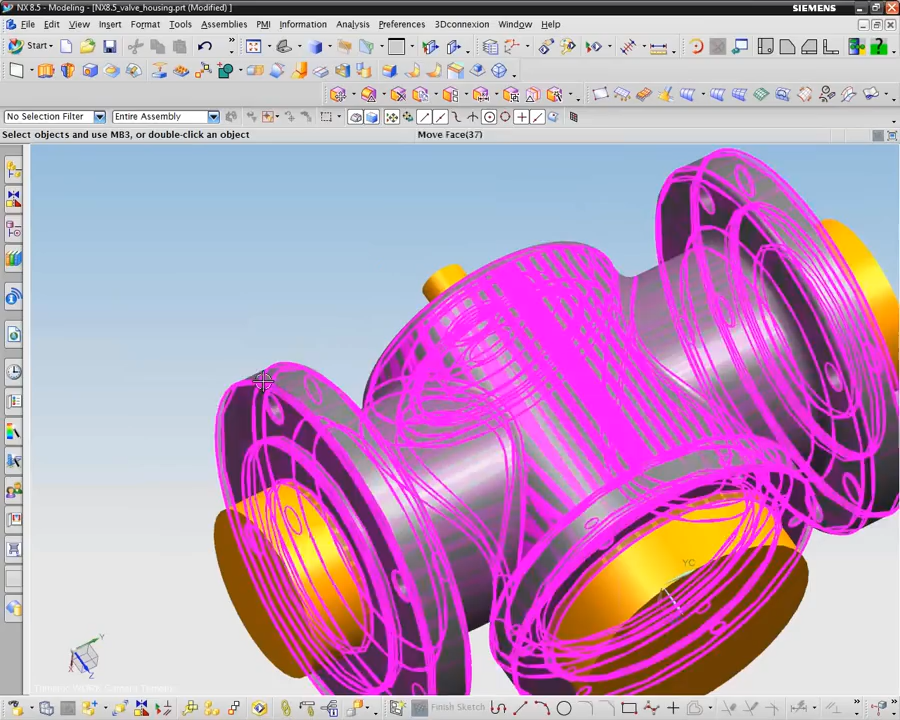 NX 8.5 - Modeling - [NX8.5_valve_housing.prt (Modified) ]
SIEMENS
File Edit View Insert Format Tools Assemblies PMI Information Analysis Preferences 3Dconnexion Window Help
Start
No Selection Filter Entire Assembly
Select objects and use MB3, or double-click an object Move Face(37)
YC
Y
X
Z
Finish Sketch